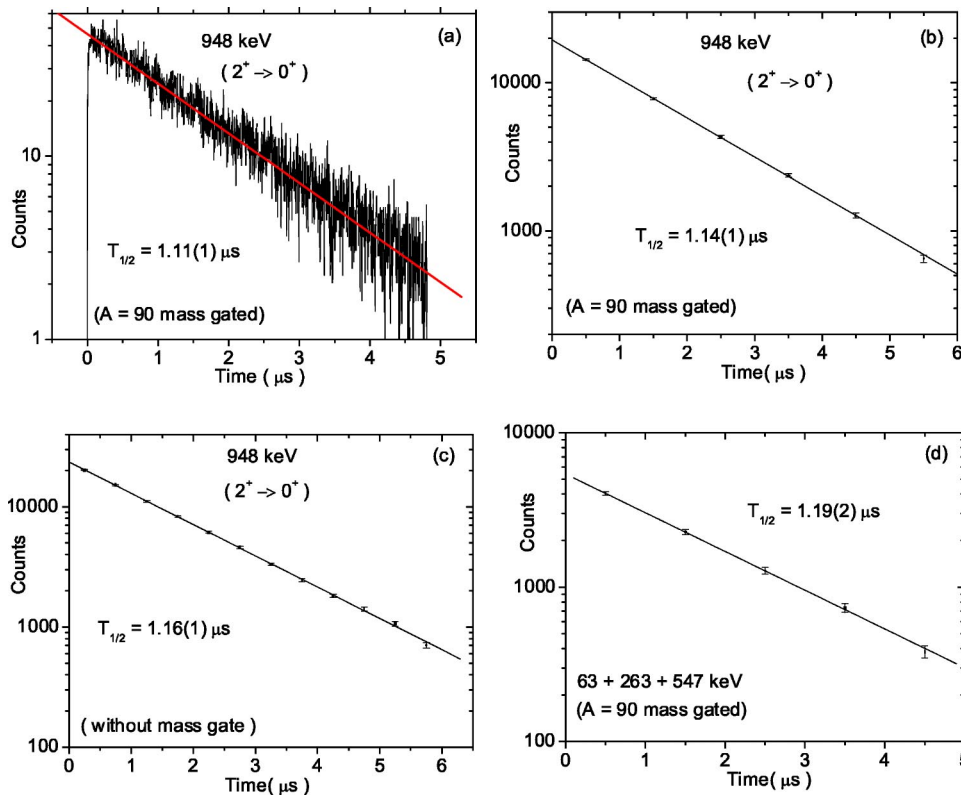 (a)
948 keV
( 2⁺ → 0⁺ )
10
1
Counts
T₁/₂ = 1.11(1) μs
(A = 90 mass gated)
0 1 2 3 4 5
Time ( μs )
(b)
948 keV
( 2⁺ → 0⁺ )
10000
1000
Counts
T₁/₂ = 1.14(1) μs
(A = 90 mass gated)
0 1 2 3 4 5 6
Time( μs )
(c)
948 keV
( 2⁺ → 0⁺ )
10000
1000
100
Counts
T₁/₂ = 1.16(1) μs
( without mass gate )
0 1 2 3 4 5 6
Time( μs )
(d)
10000
1000
100
Counts
T₁/₂ = 1.19(2) μs
63 + 263 + 547 keV
(A = 90 mass gated)
0 1 2 3 4 5
Time( μs )